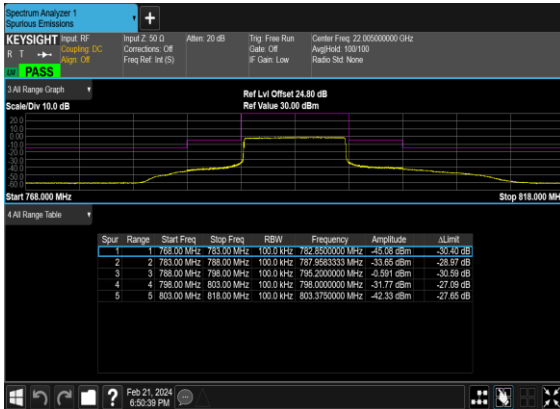 Spectrum Analyzer 1
Spurious Emissions
+
KEYSIGHT Input: RF Input Z: 50 Ω Atten: 20 dB Trig: Free Run Center Freq: 22.005000000 GHz
R T Coupling: DC Corrections: Off Gate: Off Avg|Hold: 100/100
Align: Off Freq Ref: Int (S) IF Gain: Low Radio Std: None
LW PASS
3 All Range Graph
Ref Lvl Offset 24.80 dB
Scale/Div 10.0 dB Ref Value 30.00 dBm
20.0
10.0
0.00
-10.0
-20.0
-30.0
-40.0
-50.0
-60.0
Start 768.000 MHz Stop 818.000 MHz
4 All Range Table
Spur Range Start Freq Stop Freq RBW Frequency Amplitude ΔLimit
1 1 768.00 MHz 783.00 MHz 100.0 kHz 782.8500000 MHz -45.08 dBm -30.40 dB
2 2 783.00 MHz 788.00 MHz 100.0 kHz 787.9583333 MHz -33.65 dBm -28.97 dB
3 3 788.00 MHz 798.00 MHz 100.0 kHz 795.2000000 MHz -0.591 dBm -30.59 dB
4 4 798.00 MHz 803.00 MHz 100.0 kHz 798.0000000 MHz -31.77 dBm -27.09 dB
5 5 803.00 MHz 818.00 MHz 100.0 kHz 803.3750000 MHz -42.33 dBm -27.65 dB
?
Feb 21, 2024
6:50:39 PM